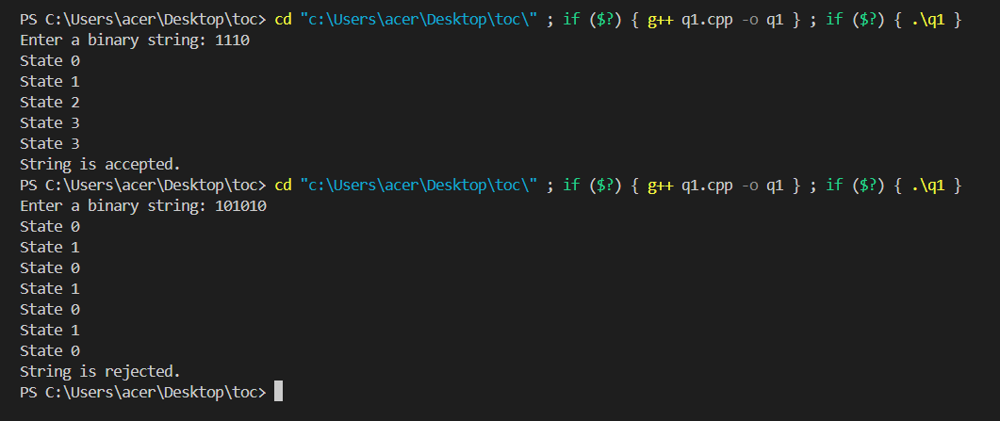 PS C:\Users\acer\Desktop\toc> cd "c:\Users\acer\Desktop\toc\" ; if ($?) { g++ q1.cpp -o q1 } ; if ($?) { .\q1 }
Enter a binary string: 1110
State 0
State 1
State 2
State 3
State 3
String is accepted.
PS C:\Users\acer\Desktop\toc> cd "c:\Users\acer\Desktop\toc\" ; if ($?) { g++ q1.cpp -o q1 } ; if ($?) { .\q1 }
Enter a binary string: 101010
State 0
State 1
State 0
State 1
State 0
State 1
State 0
String is rejected.
PS C:\Users\acer\Desktop\toc>